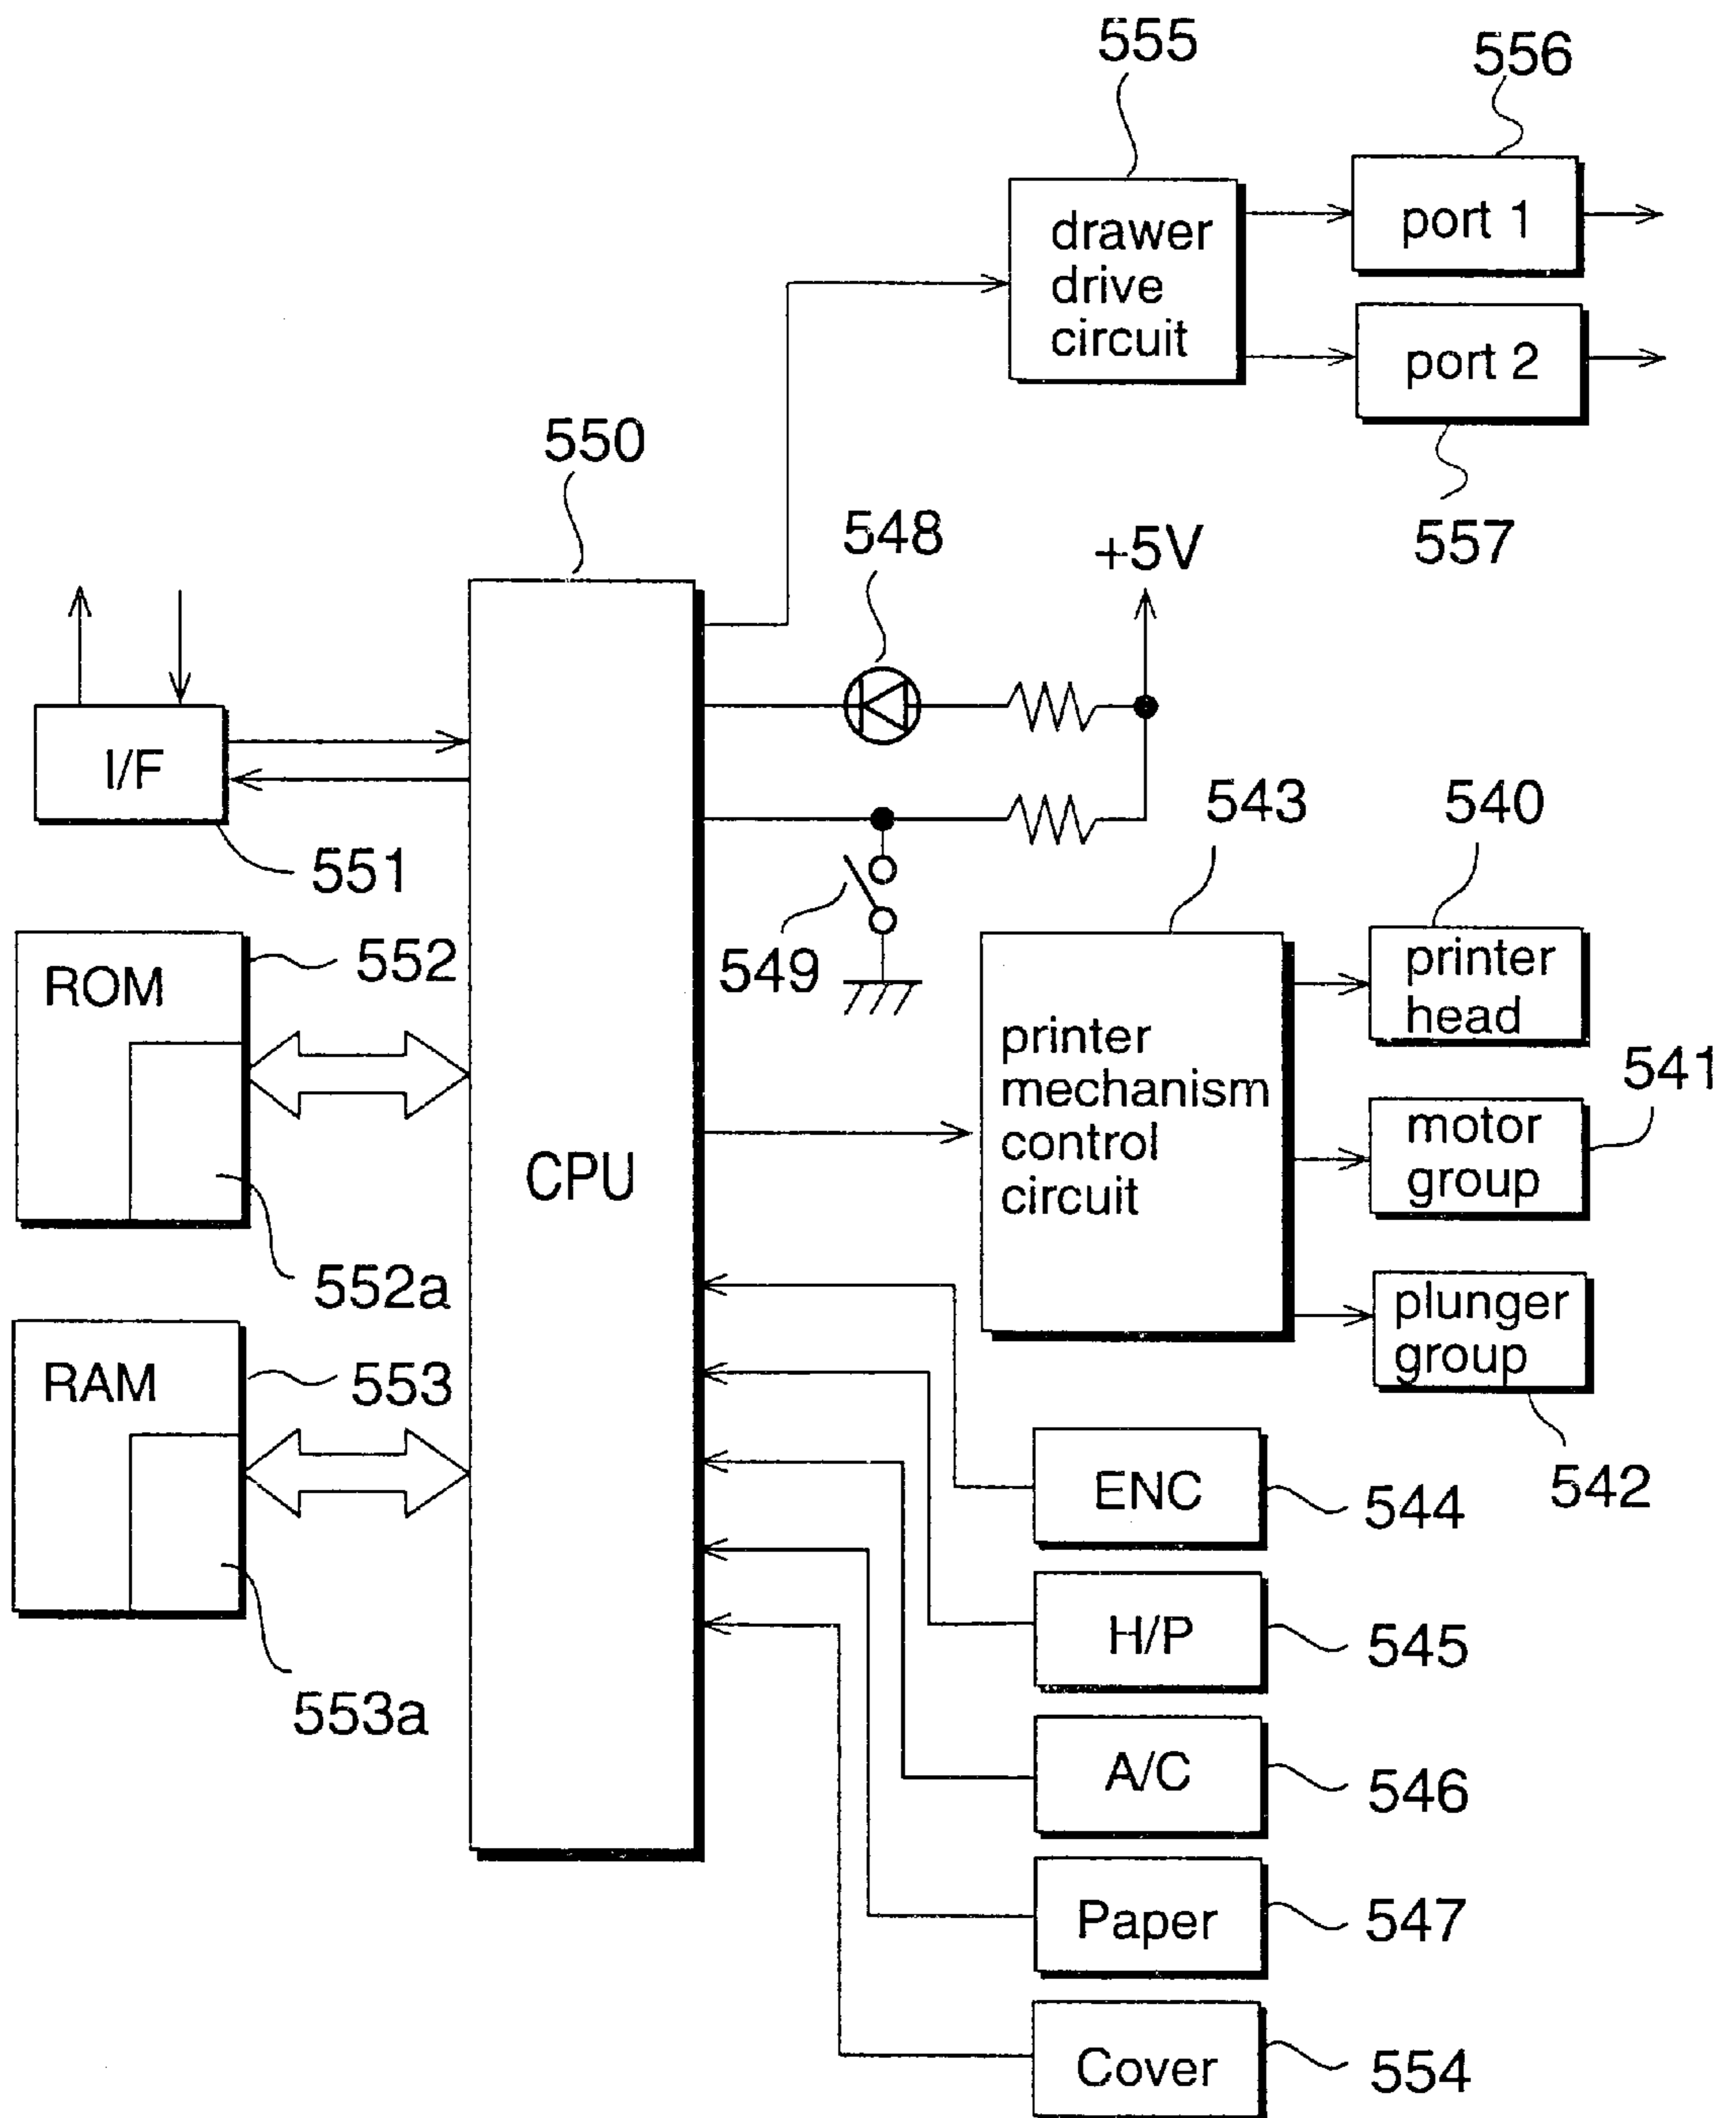 555
556
drawer
drive
circuit
port 1
port 2
550
548
+5V
557
I/F
551
543
540
549
ROM
552
printer
head
printer
mechanism
control
circuit
541
motor
group
CPU
552a
plunger
group
RAM
553
542
ENC
544
H/P
545
553a
A/C
546
Paper
547
Cover
554